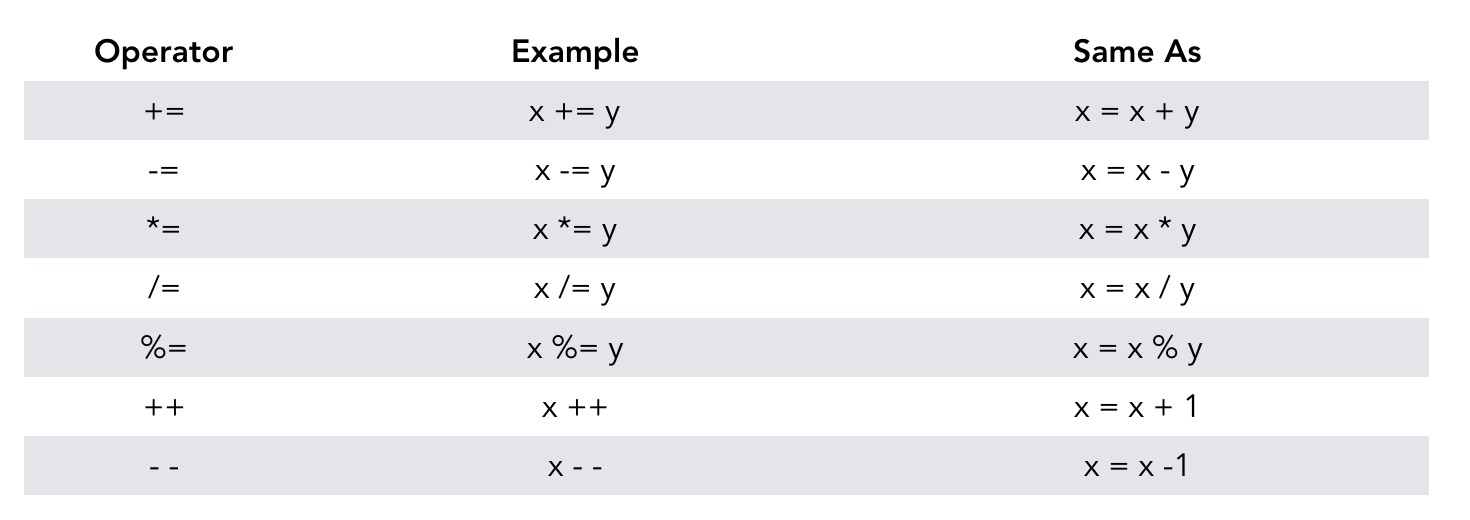 Operator Example Same As
+= x += y x = x + y
-= x -= y x = x - y
*= x *= y x = x * y
/= x /= y x = x / y
%= x %= y x = x % y
++ x ++ x = x + 1
- - x - - x = x -1